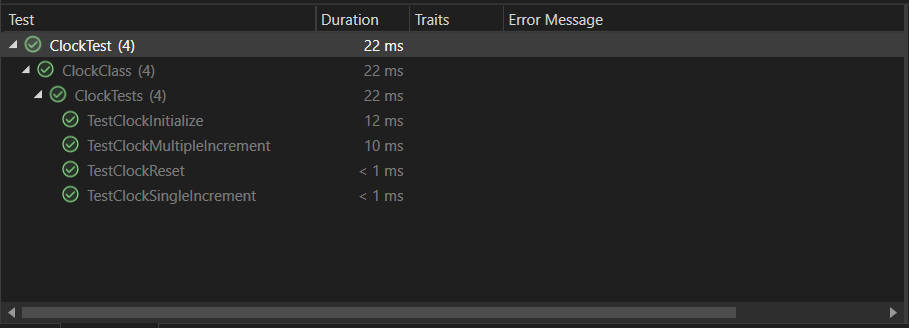 Test Duration Traits Error Message
ClockTest (4) 22 ms
ClockClass (4) 22 ms
ClockTests (4) 22 ms
TestClockInitialize 12 ms
TestClockMultipleIncrement 10 ms
TestClockReset < 1 ms
TestClockSingleIncrement < 1 ms